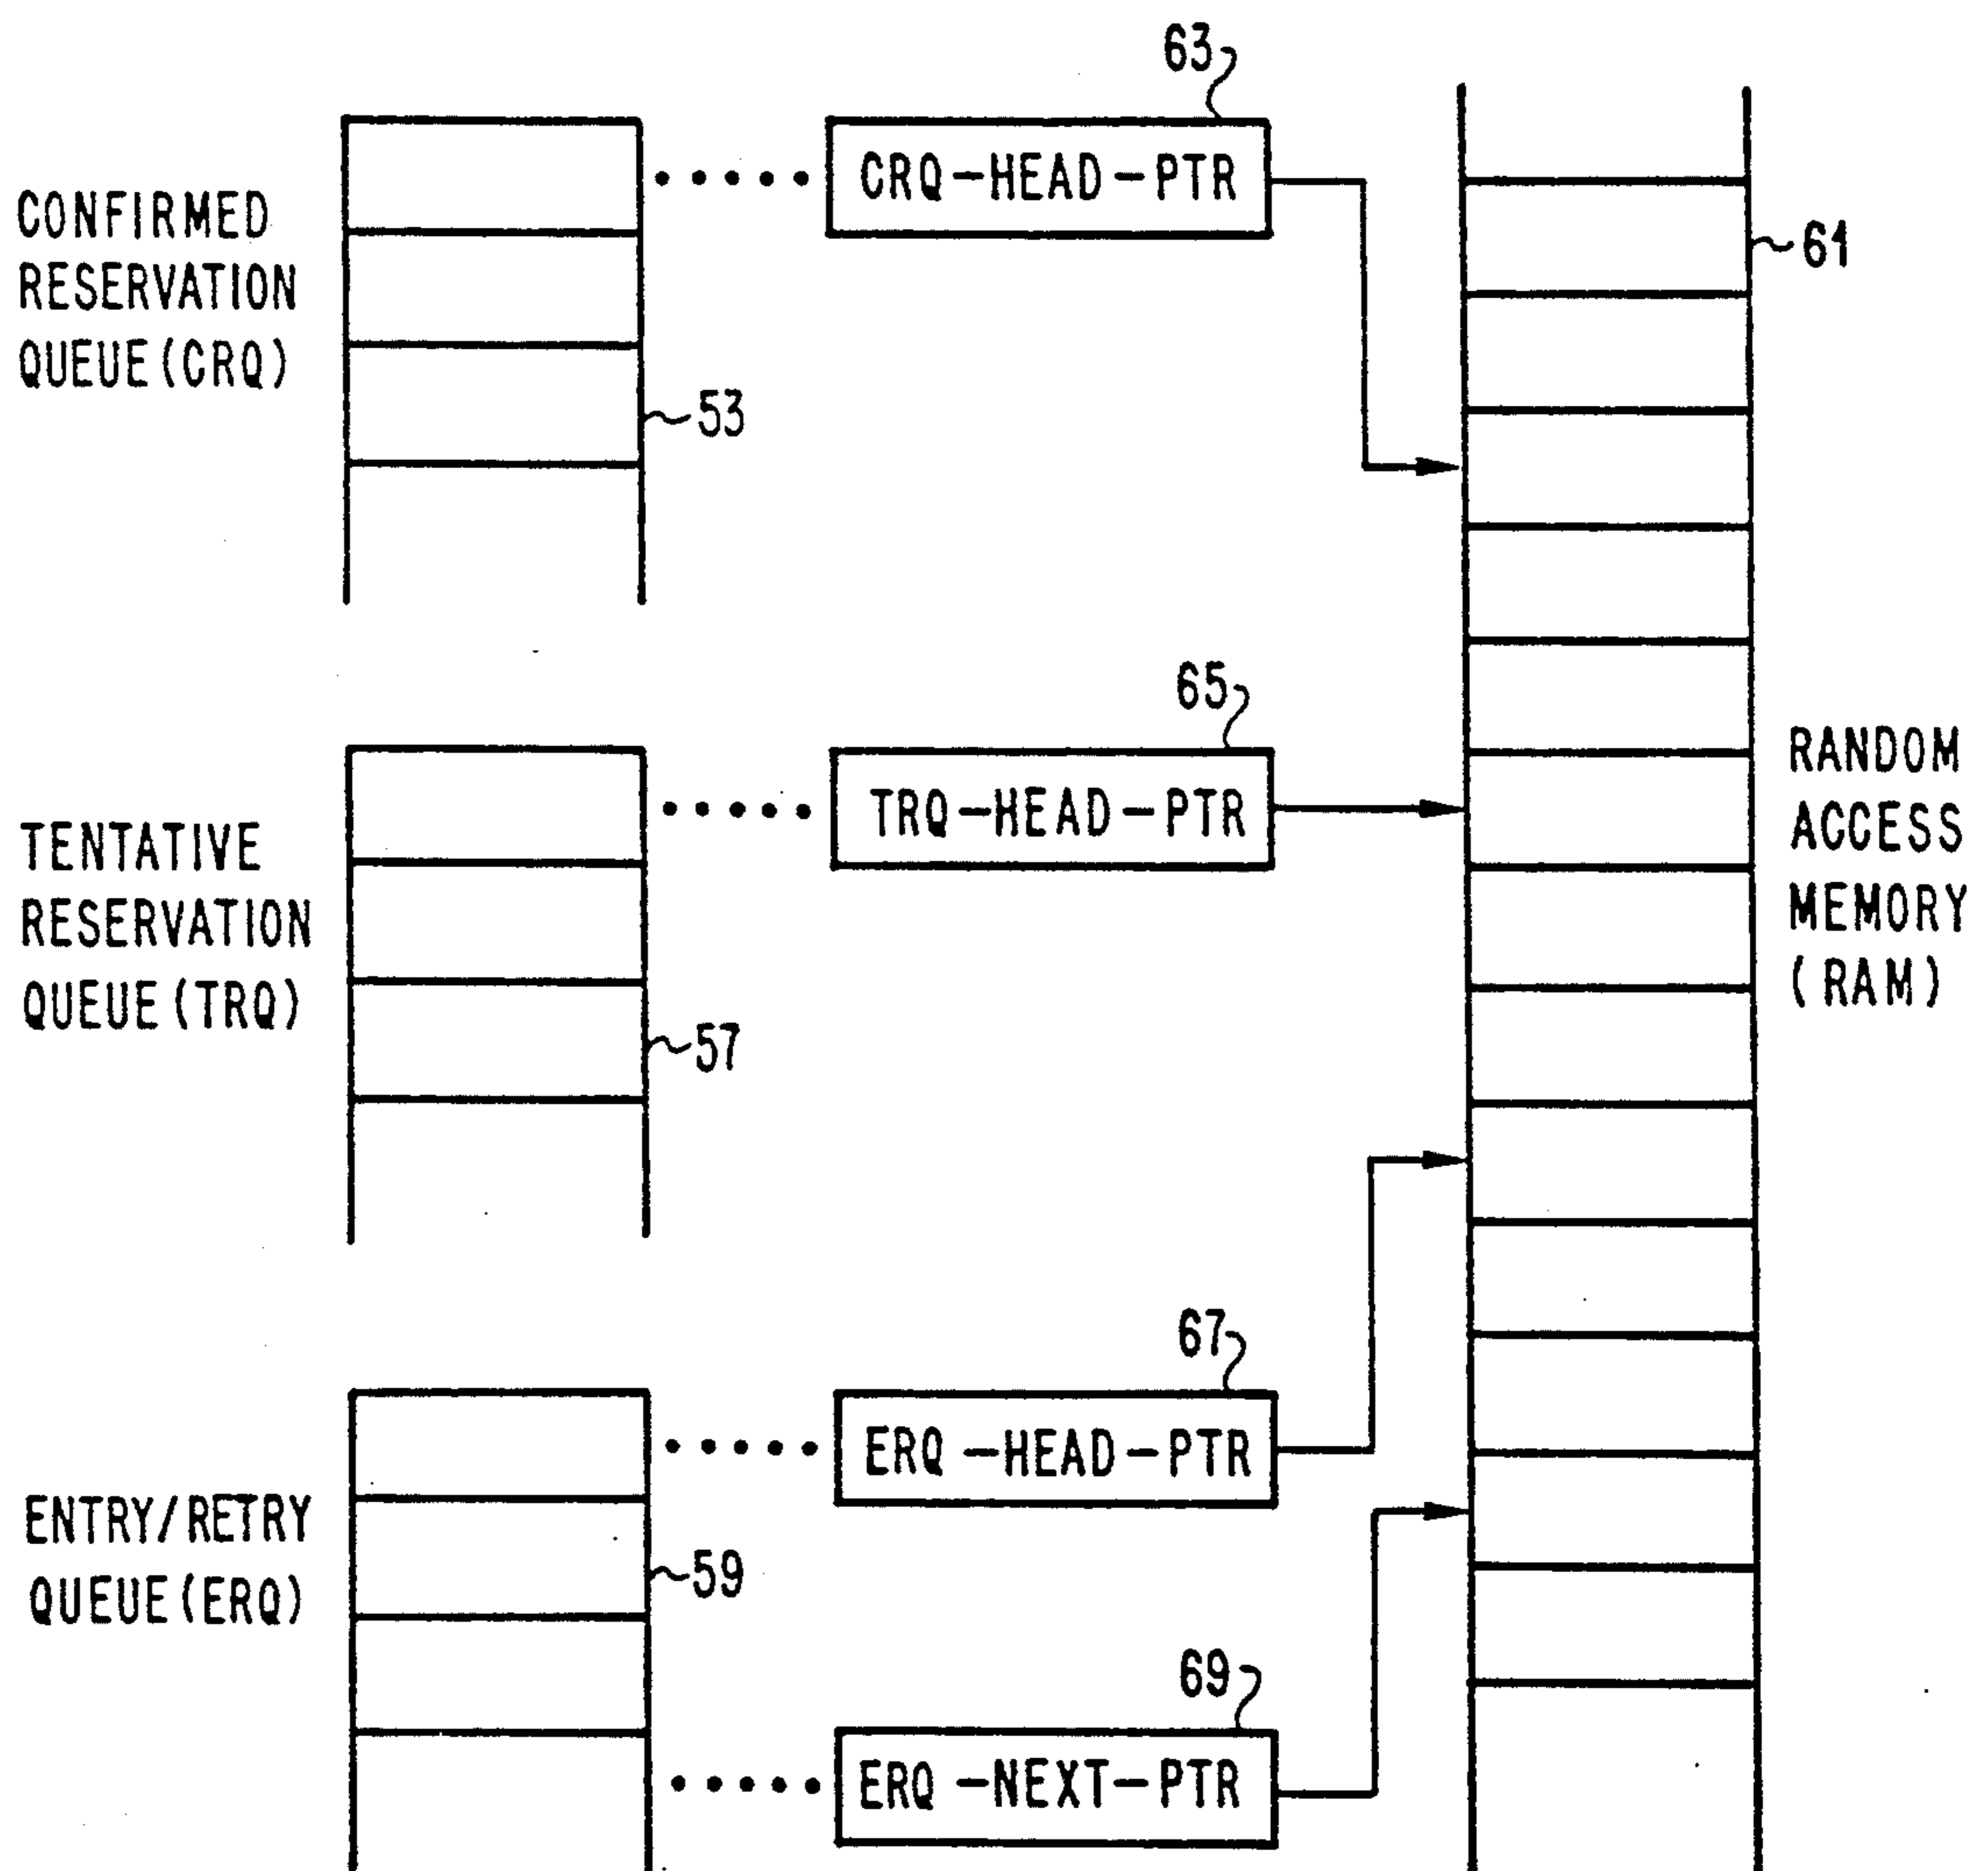 63
CRQ-HEAD-PTR
61
CONFIRMED
RESERVATION
QUEUE (CRQ)
53
65
TRQ-HEAD-PTR
RANDOM
ACCESS
MEMORY
(RAM)
TENTATIVE
RESERVATION
QUEUE (TRQ)
57
67
ERQ-HEAD-PTR
ENTRY/RETRY
QUEUE (ERQ)
59
69
ERQ-NEXT-PTR